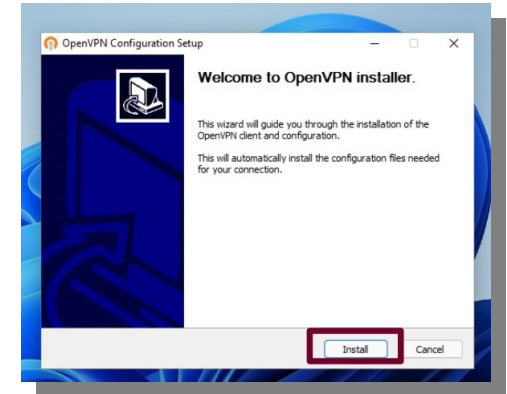 OpenVPN Configuration Setup
Welcome to OpenVPN installer.
This wizard will guide you through the installation of the
OpenVPN client and configuration.
This will automatically install the configuration files needed
for your connection.
Install
Cancel